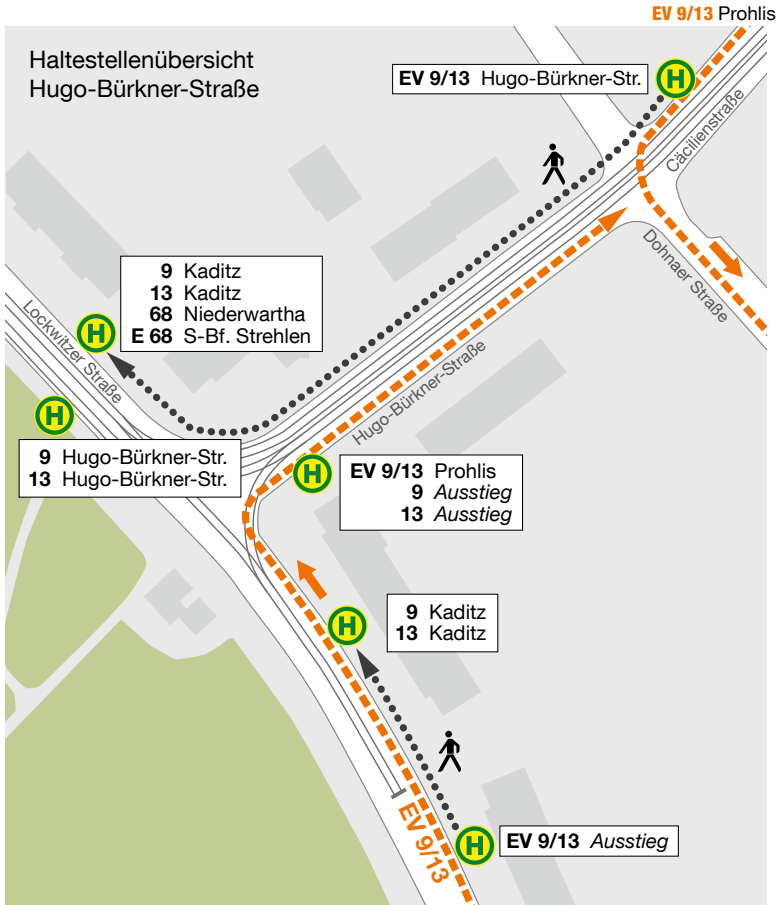 EV 9/13 Prohlis
Haltestellenübersicht
Hugo-Bürkner-Straße
EV 9/13 Hugo-Bürkner-Str.
H
Cäcilienstraße
Dohnaer Straße
9 Kaditz
13 Kaditz
68 Niederwartha
E 68 S-Bf. Strehlen
H
Lockwitzer Straße
Hugo-Bürkner-Straße
H
9 Hugo-Bürkner-Str.
13 Hugo-Bürkner-Str.
H
EV 9/13 Prohlis
9 Ausstieg
13 Ausstieg
H
9 Kaditz
13 Kaditz
EV 9/13
H
EV 9/13 Ausstieg